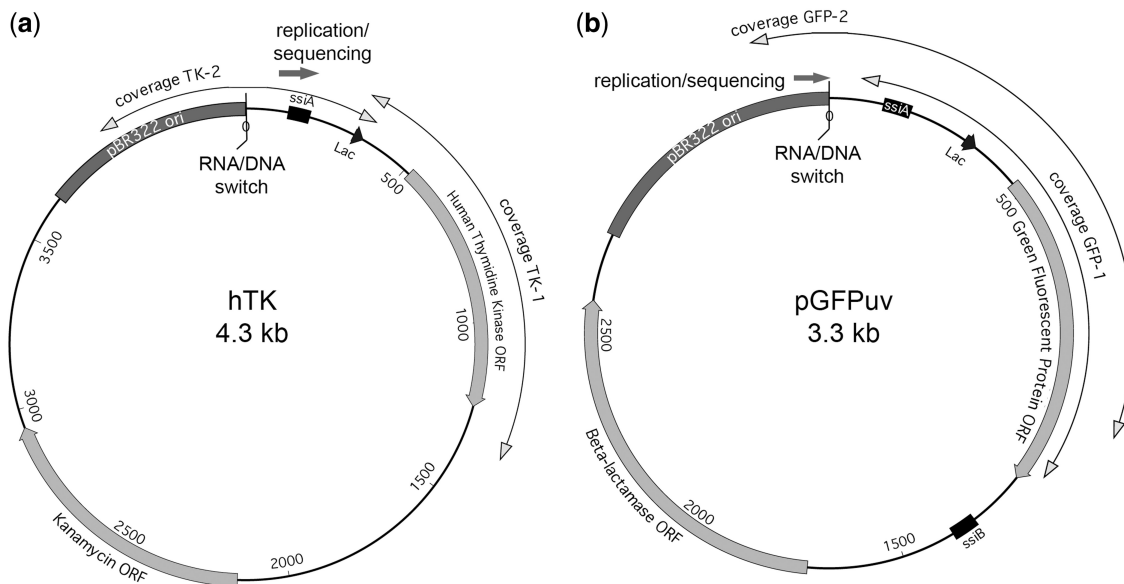 (a)
replication/
sequencing
coverage TK-2
ssiA
pBR322 ori
0
Lac
RNA/DNA
switch
500
Human Thymidine Kinase ORF
coverage TK-1
3500
hTK
4.3 kb
1000
3000
1500
2500
Kanamycin ORF
2000
(b)
coverage GFP-2
replication/sequencing
ssiA
pBR322 ori
0
Lac
RNA/DNA
switch
500
Green Fluorescent Protein ORF
coverage GFP-1
pGFPuv
3.3 kb
2500
Beta-lactamase ORF
2000
1500
ssiB